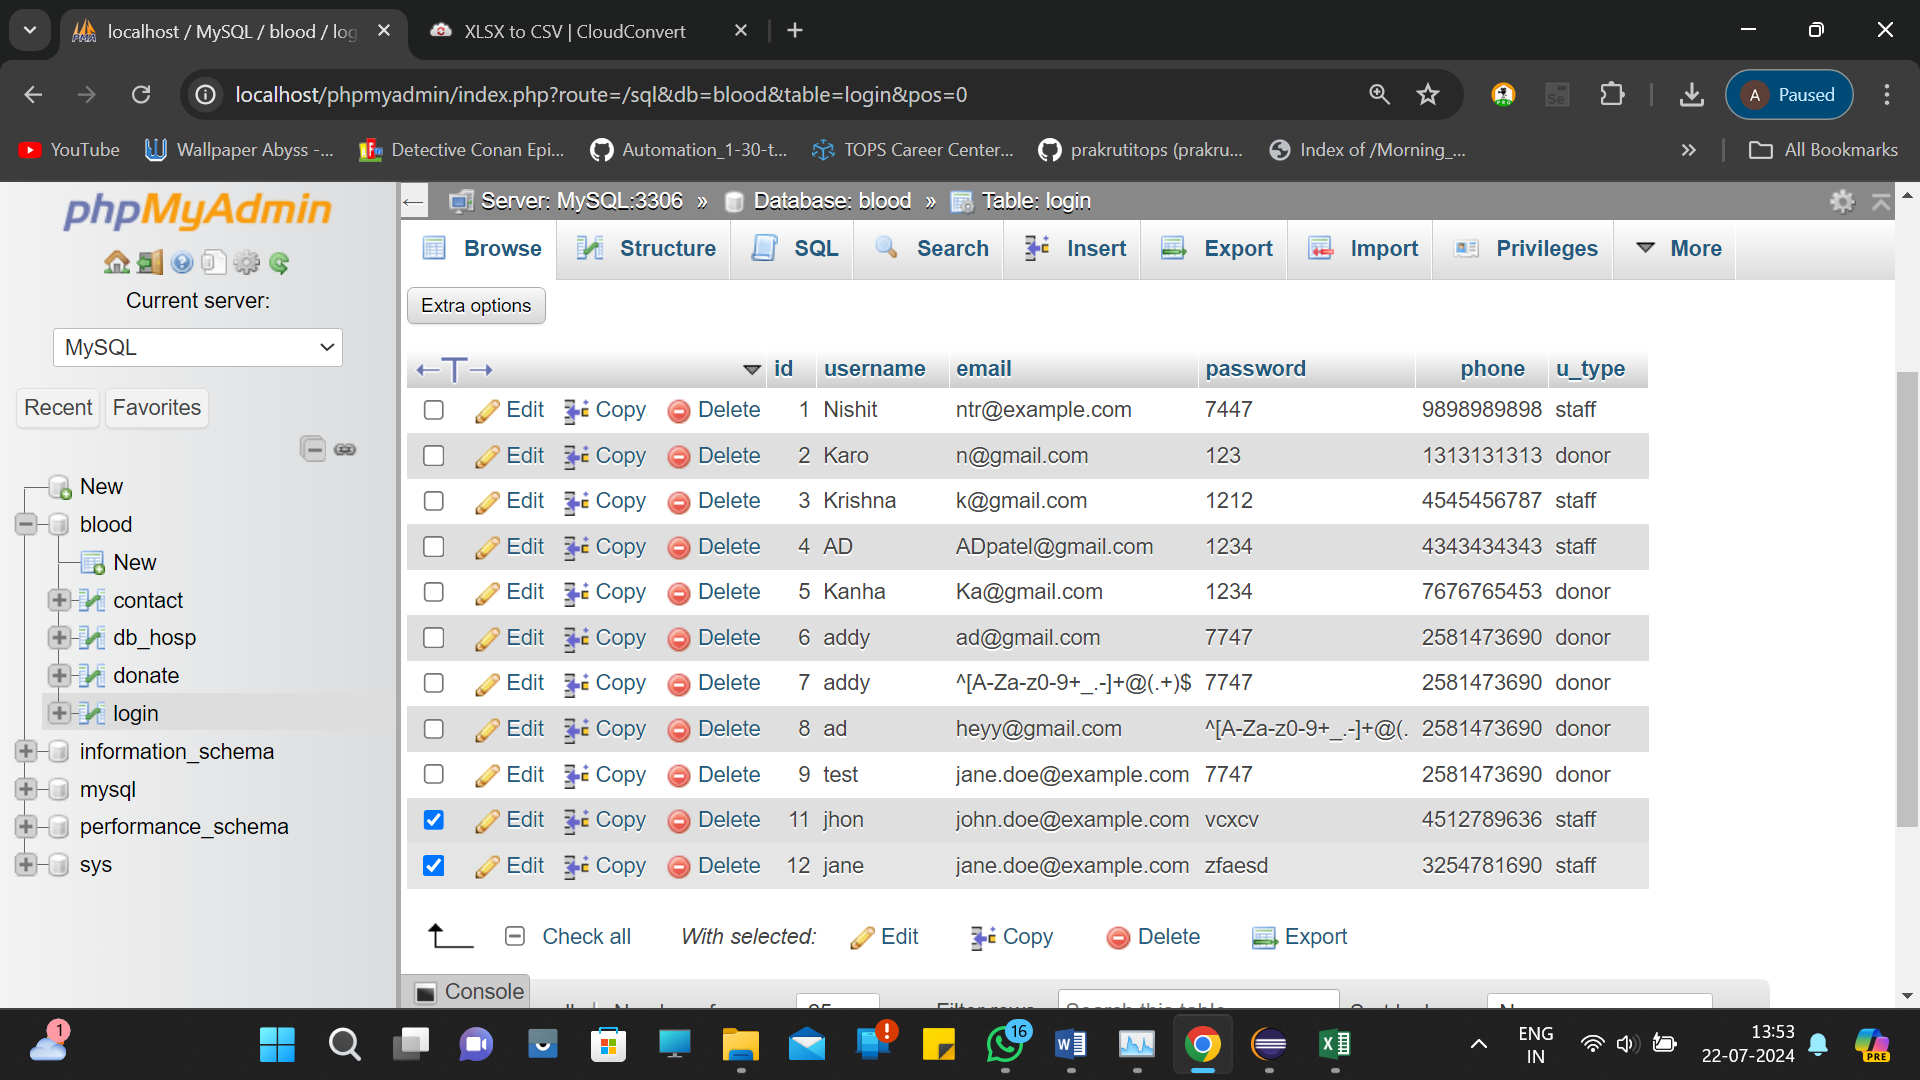 localhost / MySQL / blood / log
XLSX to CSV | CloudConvert
localhost/phpmyadmin/index.php?route=/sql&db=blood&table=login&pos=0
A Paused
YouTube
Wallpaper Abyss -...
Detective Conan Epi...
Automation_1-30-t...
TOPS Career Center...
prakrutitops (prakru...
Index of /Morning_...
All Bookmarks
phpMyAdmin
Current server:
MySQL
Recent Favorites
New
blood
New
contact
db_hosp
donate
login
information_schema
mysql
performance_schema
sys
Server: MySQL:3306 » Database: blood » Table: login
Browse Structure SQL Search Insert Export Import Privileges More
Extra options
id username email password phone u_type
Edit Copy Delete 1 Nishit ntr@example.com 7447 9898989898 staff
Edit Copy Delete 2 Karo n@gmail.com 123 1313131313 donor
Edit Copy Delete 3 Krishna k@gmail.com 1212 4545456787 staff
Edit Copy Delete 4 AD ADpatel@gmail.com 1234 4343434343 staff
Edit Copy Delete 5 Kanha Ka@gmail.com 1234 7676765453 donor
Edit Copy Delete 6 addy ad@gmail.com 7747 2581473690 donor
Edit Copy Delete 7 addy ^[A-Za-z0-9+_.-]+@(.+)$ 7747 2581473690 donor
Edit Copy Delete 8 ad heyy@gmail.com ^[A-Za-z0-9+_.-]+@(. 2581473690 donor
Edit Copy Delete 9 test jane.doe@example.com 7747 2581473690 donor
Edit Copy Delete 11 jhon john.doe@example.com vcxcv 4512789636 staff
Edit Copy Delete 12 jane jane.doe@example.com zfaesd 3254781690 staff
Check all With selected: Edit Copy Delete Export
Console
1
16
ENG
IN
13:53
22-07-2024
PRE